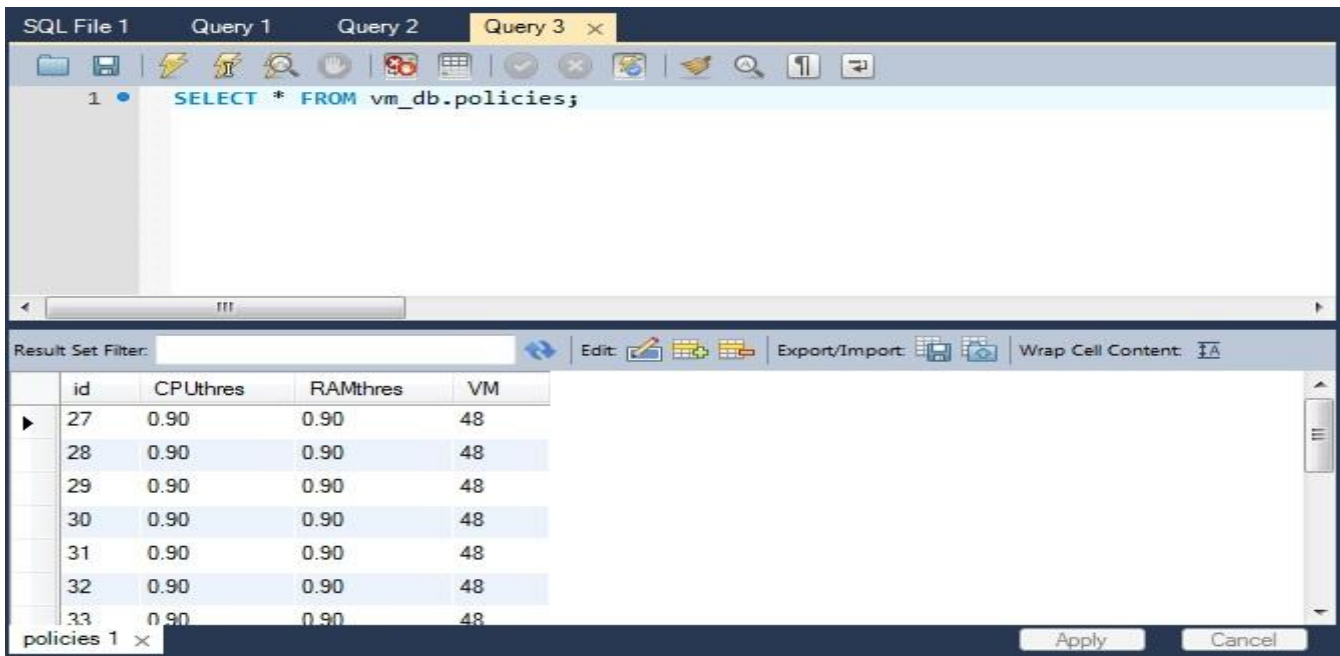 SQL File 1 Query 1 Query 2 Query 3
1 SELECT * FROM vm_db.policies;
Result Set Filter: Edit: Export/Import: Wrap Cell Content:
id CPUthres RAMthres VM
27 0.90 0.90 48
28 0.90 0.90 48
29 0.90 0.90 48
30 0.90 0.90 48
31 0.90 0.90 48
32 0.90 0.90 48
33 0.90 0.90 48
policies 1 Apply Cancel